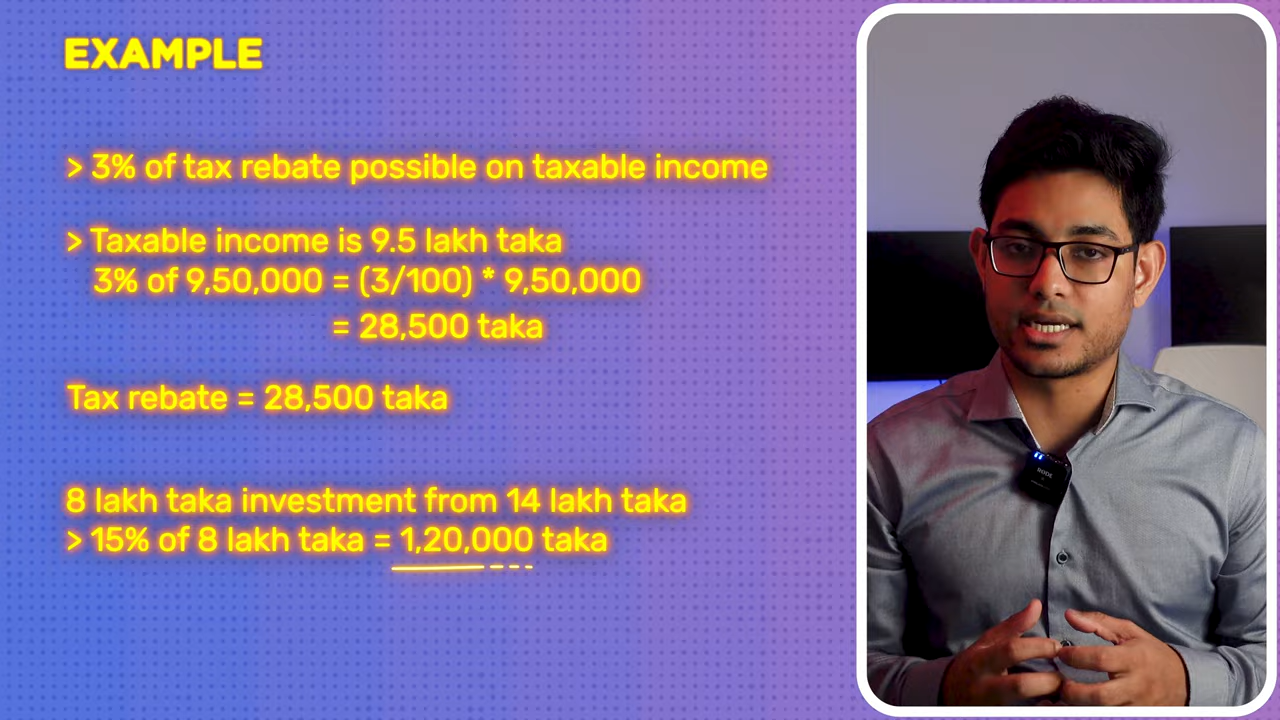 EXAMPLE
> 3% of tax rebate possible on taxable income
> Taxable income is 9.5 lakh taka
3% of 9,50,000 = (3/100) * 9,50,000
= 28,500 taka
Tax rebate = 28,500 taka
8 lakh taka investment from 14 lakh taka
> 15% of 8 lakh taka = 1,20,000 taka
RØDE